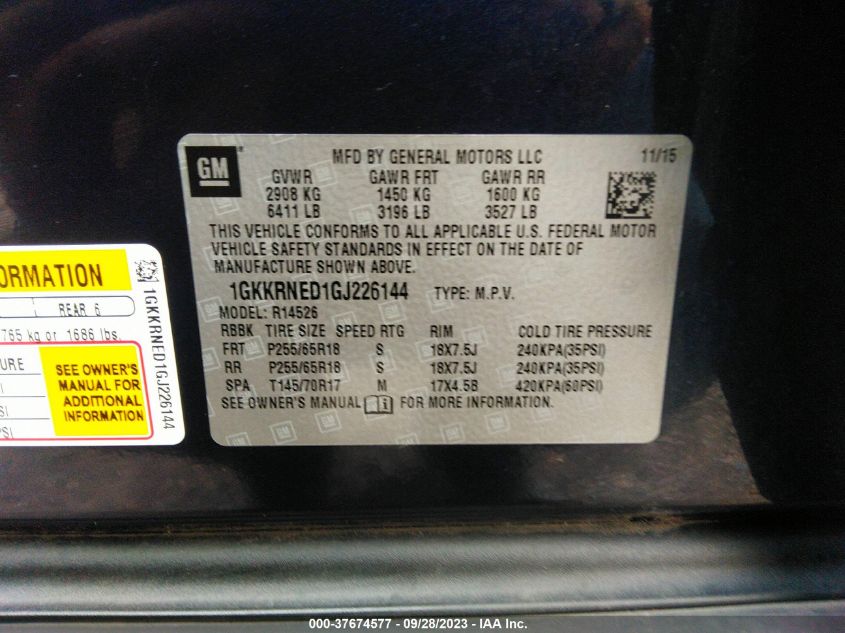 GM
MFD BY GENERAL MOTORS LLC 11/15
GVWR GAWR FRT GAWR RR
2908 KG 1450 KG 1600 KG
6411 LB 3196 LB 3527 LB
THIS VEHICLE CONFORMS TO ALL APPLICABLE U.S. FEDERAL MOTOR
VEHICLE SAFETY STANDARDS IN EFFECT ON THE DATE OF
MANUFACTURE SHOWN ABOVE.
1GKKRNED1GJ226144 TYPE: M.P.V.
MODEL: R14526
RBBK TIRE SIZE SPEED RTG RIM COLD TIRE PRESSURE
FRT P255/65R18 S 18X7.5J 240KPA(35PSI)
RR P255/65R18 S 18X7.5J 240KPA(35PSI)
SPA T145/70R17 M 17X4.5B 420KPA(60PSI)
SEE OWNER'S MANUAL FOR MORE INFORMATION.
ORMATION
REAR 6
765 kg or 1686 lbs.
URE
SI
PSI
SEE OWNER'S
MANUAL FOR
ADDITIONAL
INFORMATION
1GKKRNED1GJ226144
000-37674577 - 09/28/2023 - IAA Inc.